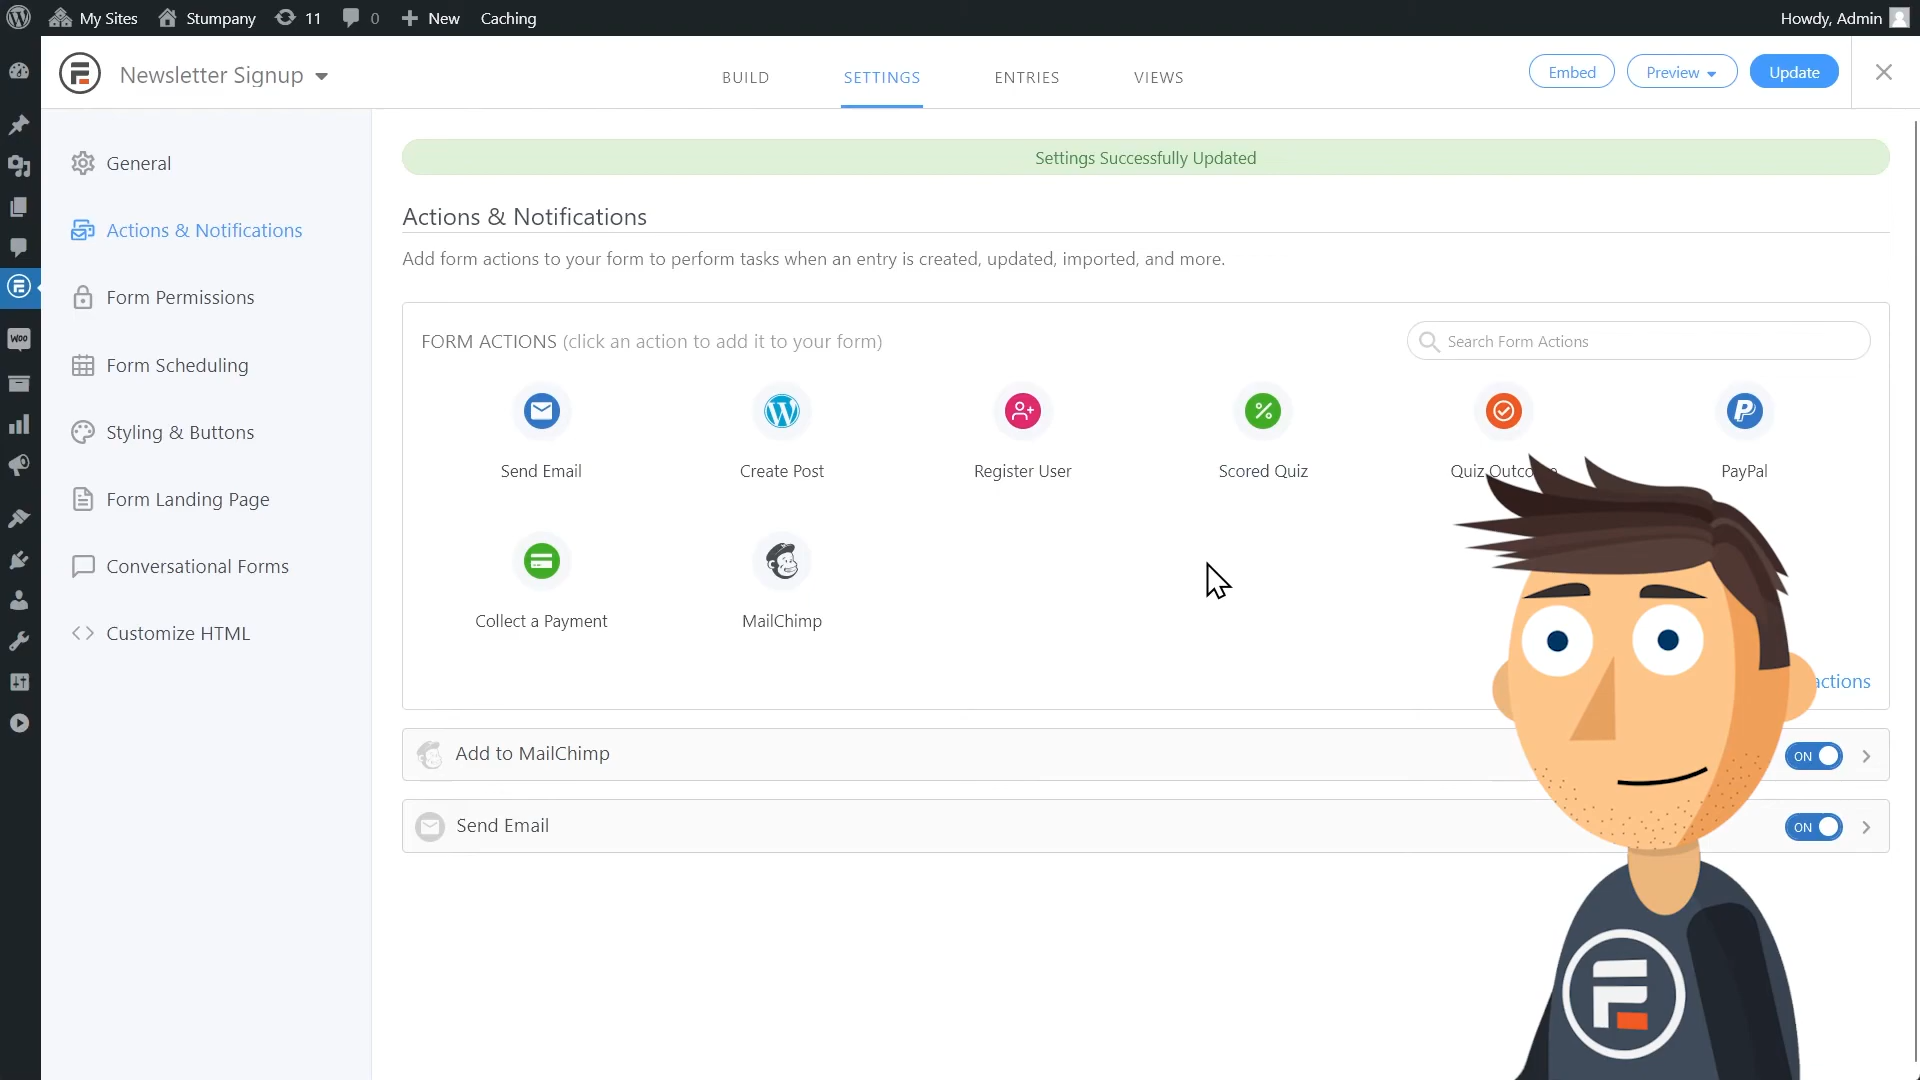 My Sites Stumpany 11 0 New Caching Howdy, Admin
Newsletter Signup BUILD SETTINGS ENTRIES VIEWS Embed Preview Update
General
Actions & Notifications
Form Permissions
Form Scheduling
Styling & Buttons
Form Landing Page
Conversational Forms
Customize HTML
Woo
Settings Successfully Updated
Actions & Notifications
Add form actions to your form to perform tasks when an entry is created, updated, imported, and more.
FORM ACTIONS (click an action to add it to your form) Search Form Actions
Send Email Create Post Register User Scored Quiz Quiz PayPal
Collect a Payment MailChimp
actions
Add to MailChimp ON
Send Email ON